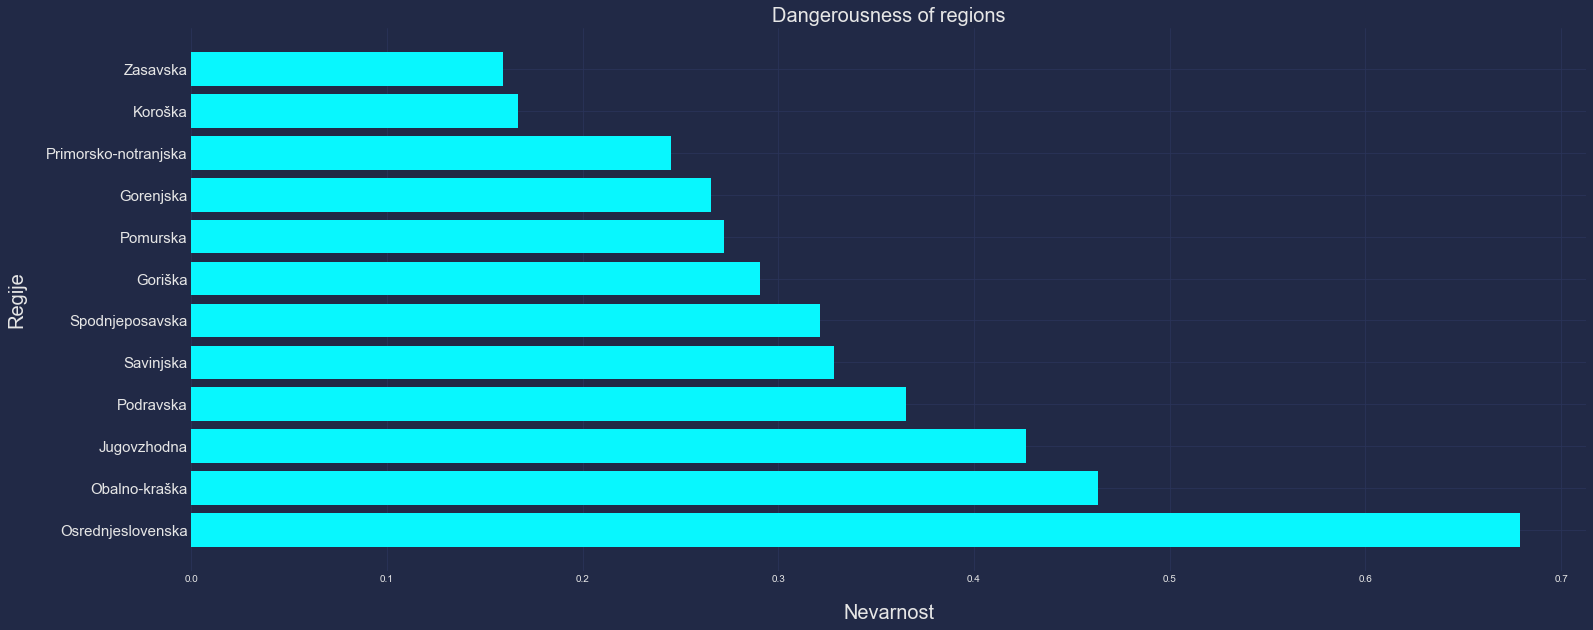 Dangerousness of regions
Regije
Zasavska
Koroška
Primorsko-notranjska
Gorenjska
Pomurska
Goriška
Spodnjeposavska
Savinjska
Podravska
Jugovzhodna
Obalno-kraška
Osrednjeslovenska
0.0 0.1 0.2 0.3 0.4 0.5 0.6 0.7
Nevarnost